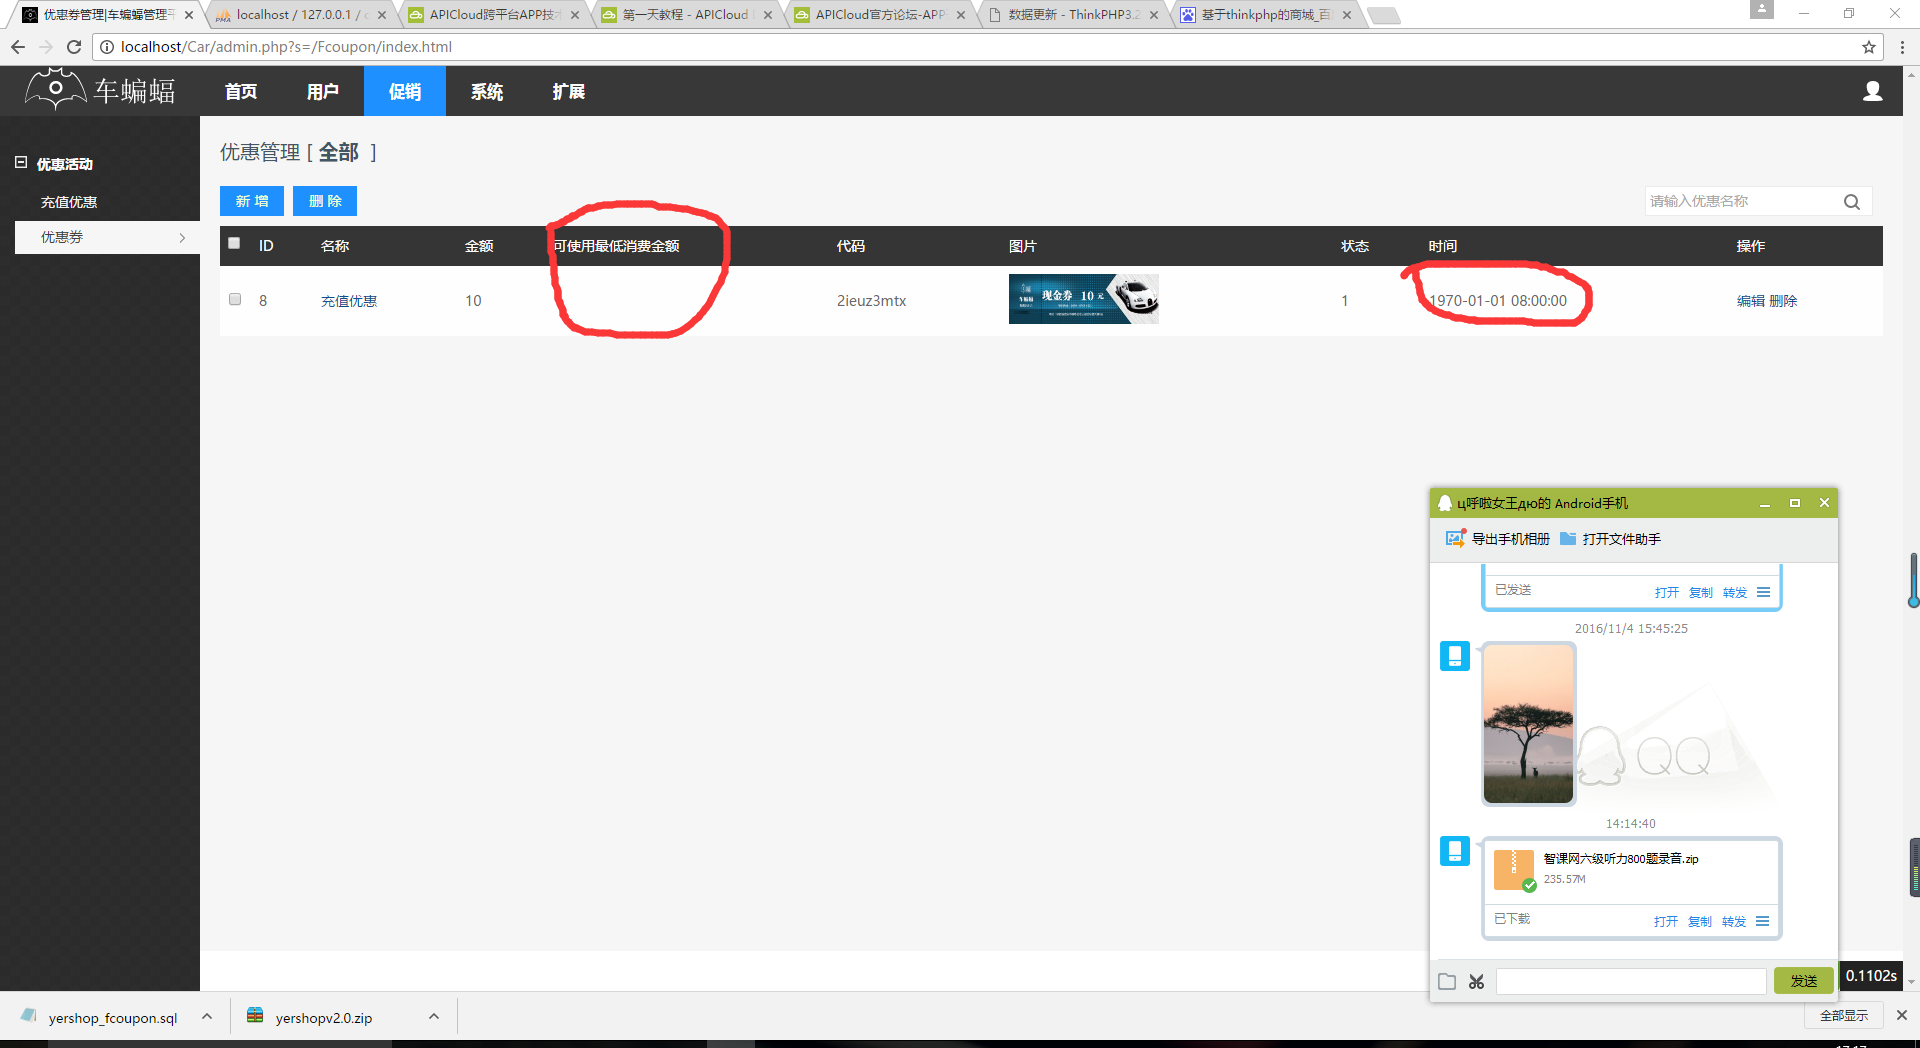 优惠券管理|车蝙蝠管理平
localhost / 127.0.0.1 / c
APICloud跨平台APP技术
第一天教程 - APICloud
APICloud官方论坛-APP
数据更新 - ThinkPHP3.2
基于thinkphp的商城_百
localhost/Car/admin.php?s=/Fcoupon/index.html
车蝙蝠
首页 用户 促销 系统 扩展
优惠活动
充值优惠
优惠券
优惠管理 [ 全部 ]
新 增 删 除
请输入优惠名称
ID 名称 金额 可使用最低消费金额 代码 图片 状态 时间 操作
8 充值优惠 10 2ieuz3mtx 1 1970-01-01 08:00:00 编辑 删除
车蝙蝠 现金券 10 元
ц呼啦女王дю的 Android手机
导出手机相册 打开文件助手
已发送 打开 复制 转发
2016/11/4 15:45:25
QQ
14:14:40
智课网六级听力800题录音.zip
235.57M
已下载 打开 复制 转发
发送
0.1102s
yershop_fcoupon.sql
yershopv2.0.zip
全部显示